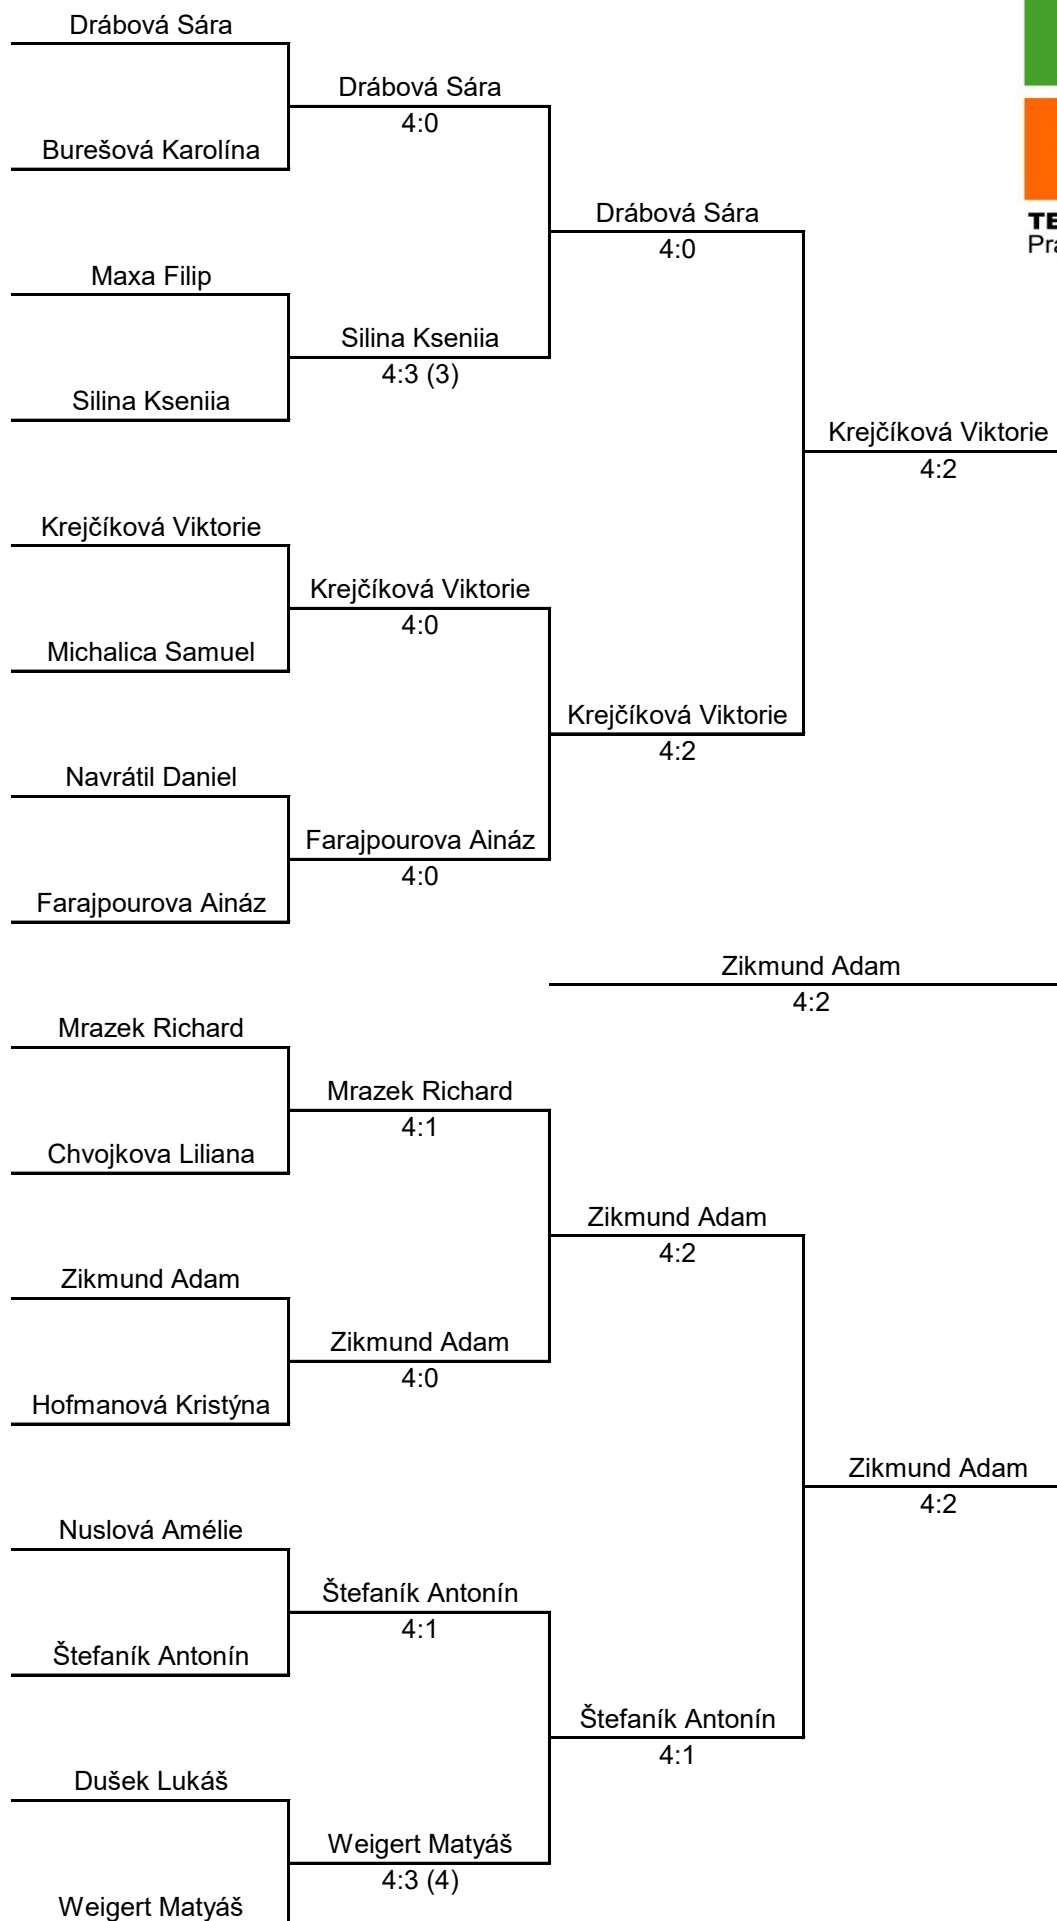 Drábová Sára
Drábová Sára
4:0
Burešová Karolína
Drábová Sára
4:0
Maxa Filip
Silina Kseniia
4:3 (3)
Silina Kseniia
Krejčíková Viktorie
4:2
Krejčíková Viktorie
Krejčíková Viktorie
4:0
Michalica Samuel
Krejčíková Viktorie
4:2
Navrátil Daniel
Farajpourova Aináz
4:0
Farajpourova Aináz
Zikmund Adam
4:2
Mrazek Richard
Mrazek Richard
4:1
Chvojkova Liliana
Zikmund Adam
4:2
Zikmund Adam
Zikmund Adam
4:0
Hofmanová Kristýna
Zikmund Adam
4:2
Nuslová Amélie
Štefaník Antonín
4:1
Štefaník Antonín
Štefaník Antonín
4:1
Dušek Lukáš
Weigert Matyáš
4:3 (4)
Weigert Matyáš